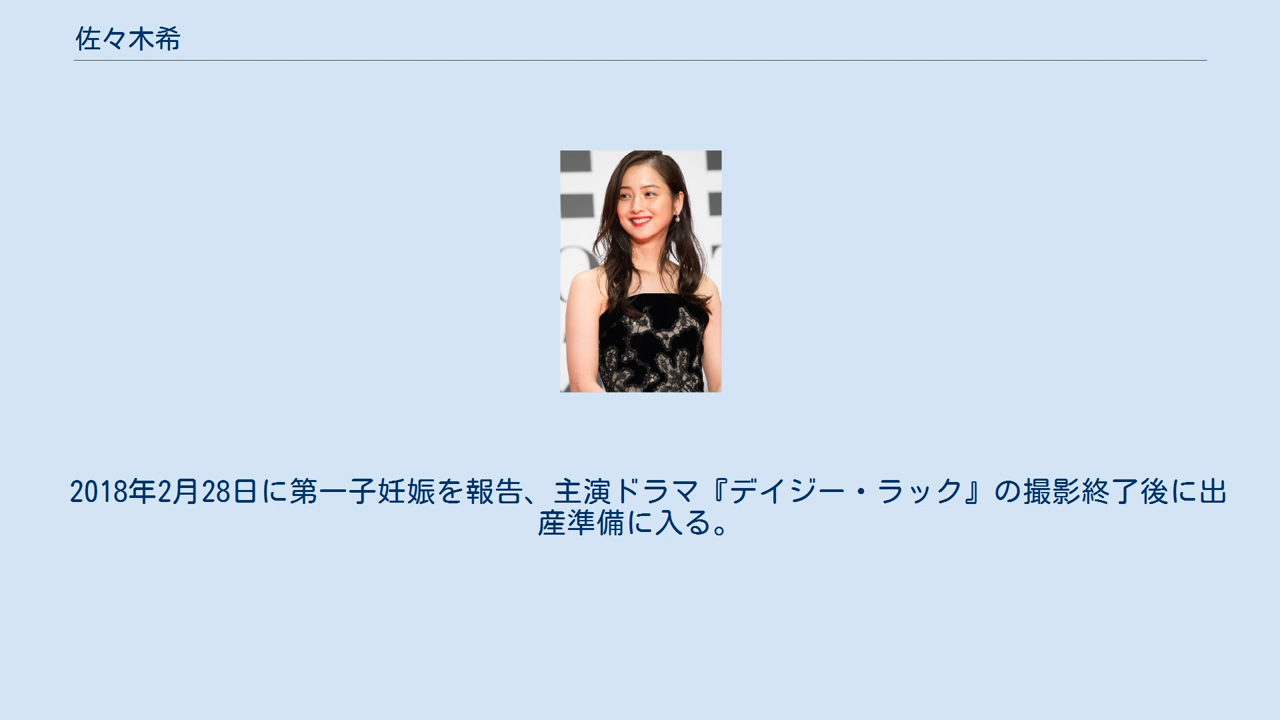 佐々木希
2018年2月28日に第一子妊娠を報告、主演ドラマ『デイジー・ラック』の撮影終了後に出
産準備に入る。